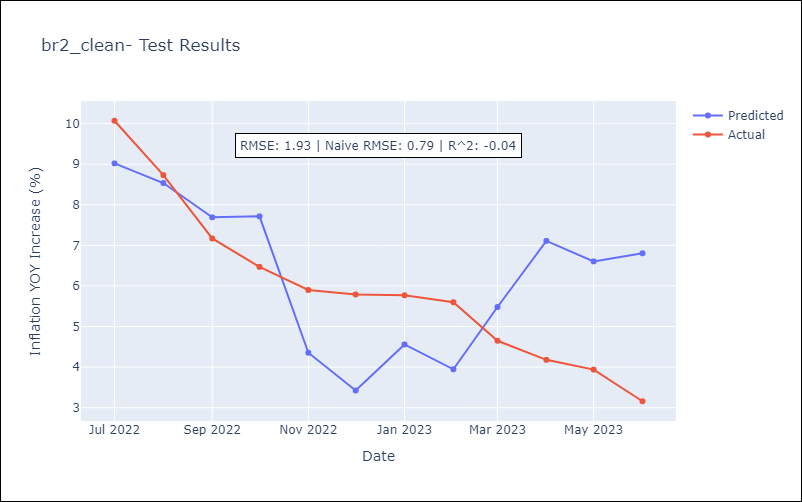 br2_clean- Test Results
Predicted
Actual
RMSE: 1.93 | Naive RMSE: 0.79 | R^2: -0.04
Inflation YOY Increase (%)
10
9
8
7
6
5
4
3
Jul 2022
Sep 2022
Nov 2022
Jan 2023
Mar 2023
May 2023
Date